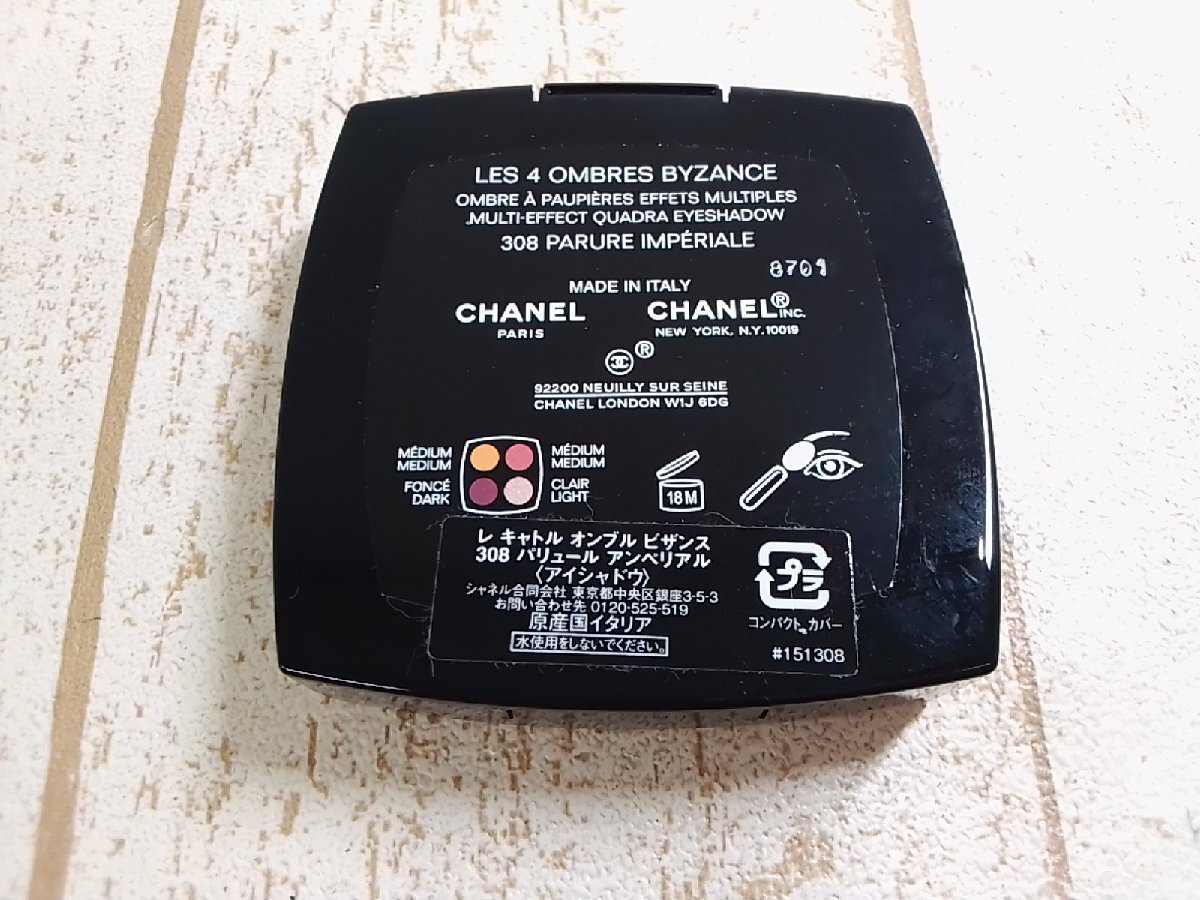 LES 4 OMBRES BYZANCE
OMBRE À PAUPIÈRES EFFETS MULTIPLES
MULTI-EFFECT QUADRA EYESHADOW
308 PARURE IMPÉRIALE
8701
MADE IN ITALY
CHANEL CHANEL® INC.
PARIS NEW YORK, N.Y. 10019
®
92200 NEUILLY SUR SEINE
CHANEL LONDON W1J 6DG
MÉDIUM MÉDIUM
MEDIUM MEDIUM
FONCÉ CLAIR
DARK LIGHT
18M
レ キャトル オンブル ビザンス
308 パリュール アンペリアル
〈アイシャドウ〉
シャネル合同会社 東京都中央区銀座3-5-3
お問い合わせ先 0120-525-519
原産国イタリア
水使用をしないでください。
プラ
コンパクト、カバー
#151308